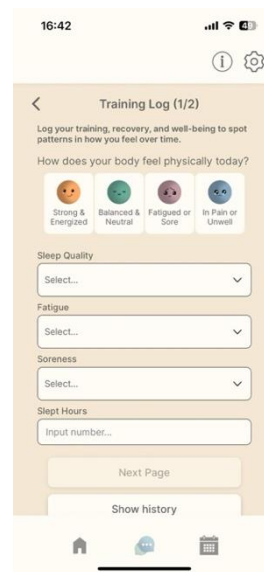 16:42
Training Log (1/2)
Log your training, recovery, and well-being to spot
patterns in how you feel over time.
How does your body feel physically today?
Strong &
Energized
Balanced &
Neutral
Fatigued or
Sore
In Pain or
Unwell
Sleep Quality
Select...
Fatigue
Select...
Soreness
Select...
Slept Hours
Input number...
Next Page
Show history